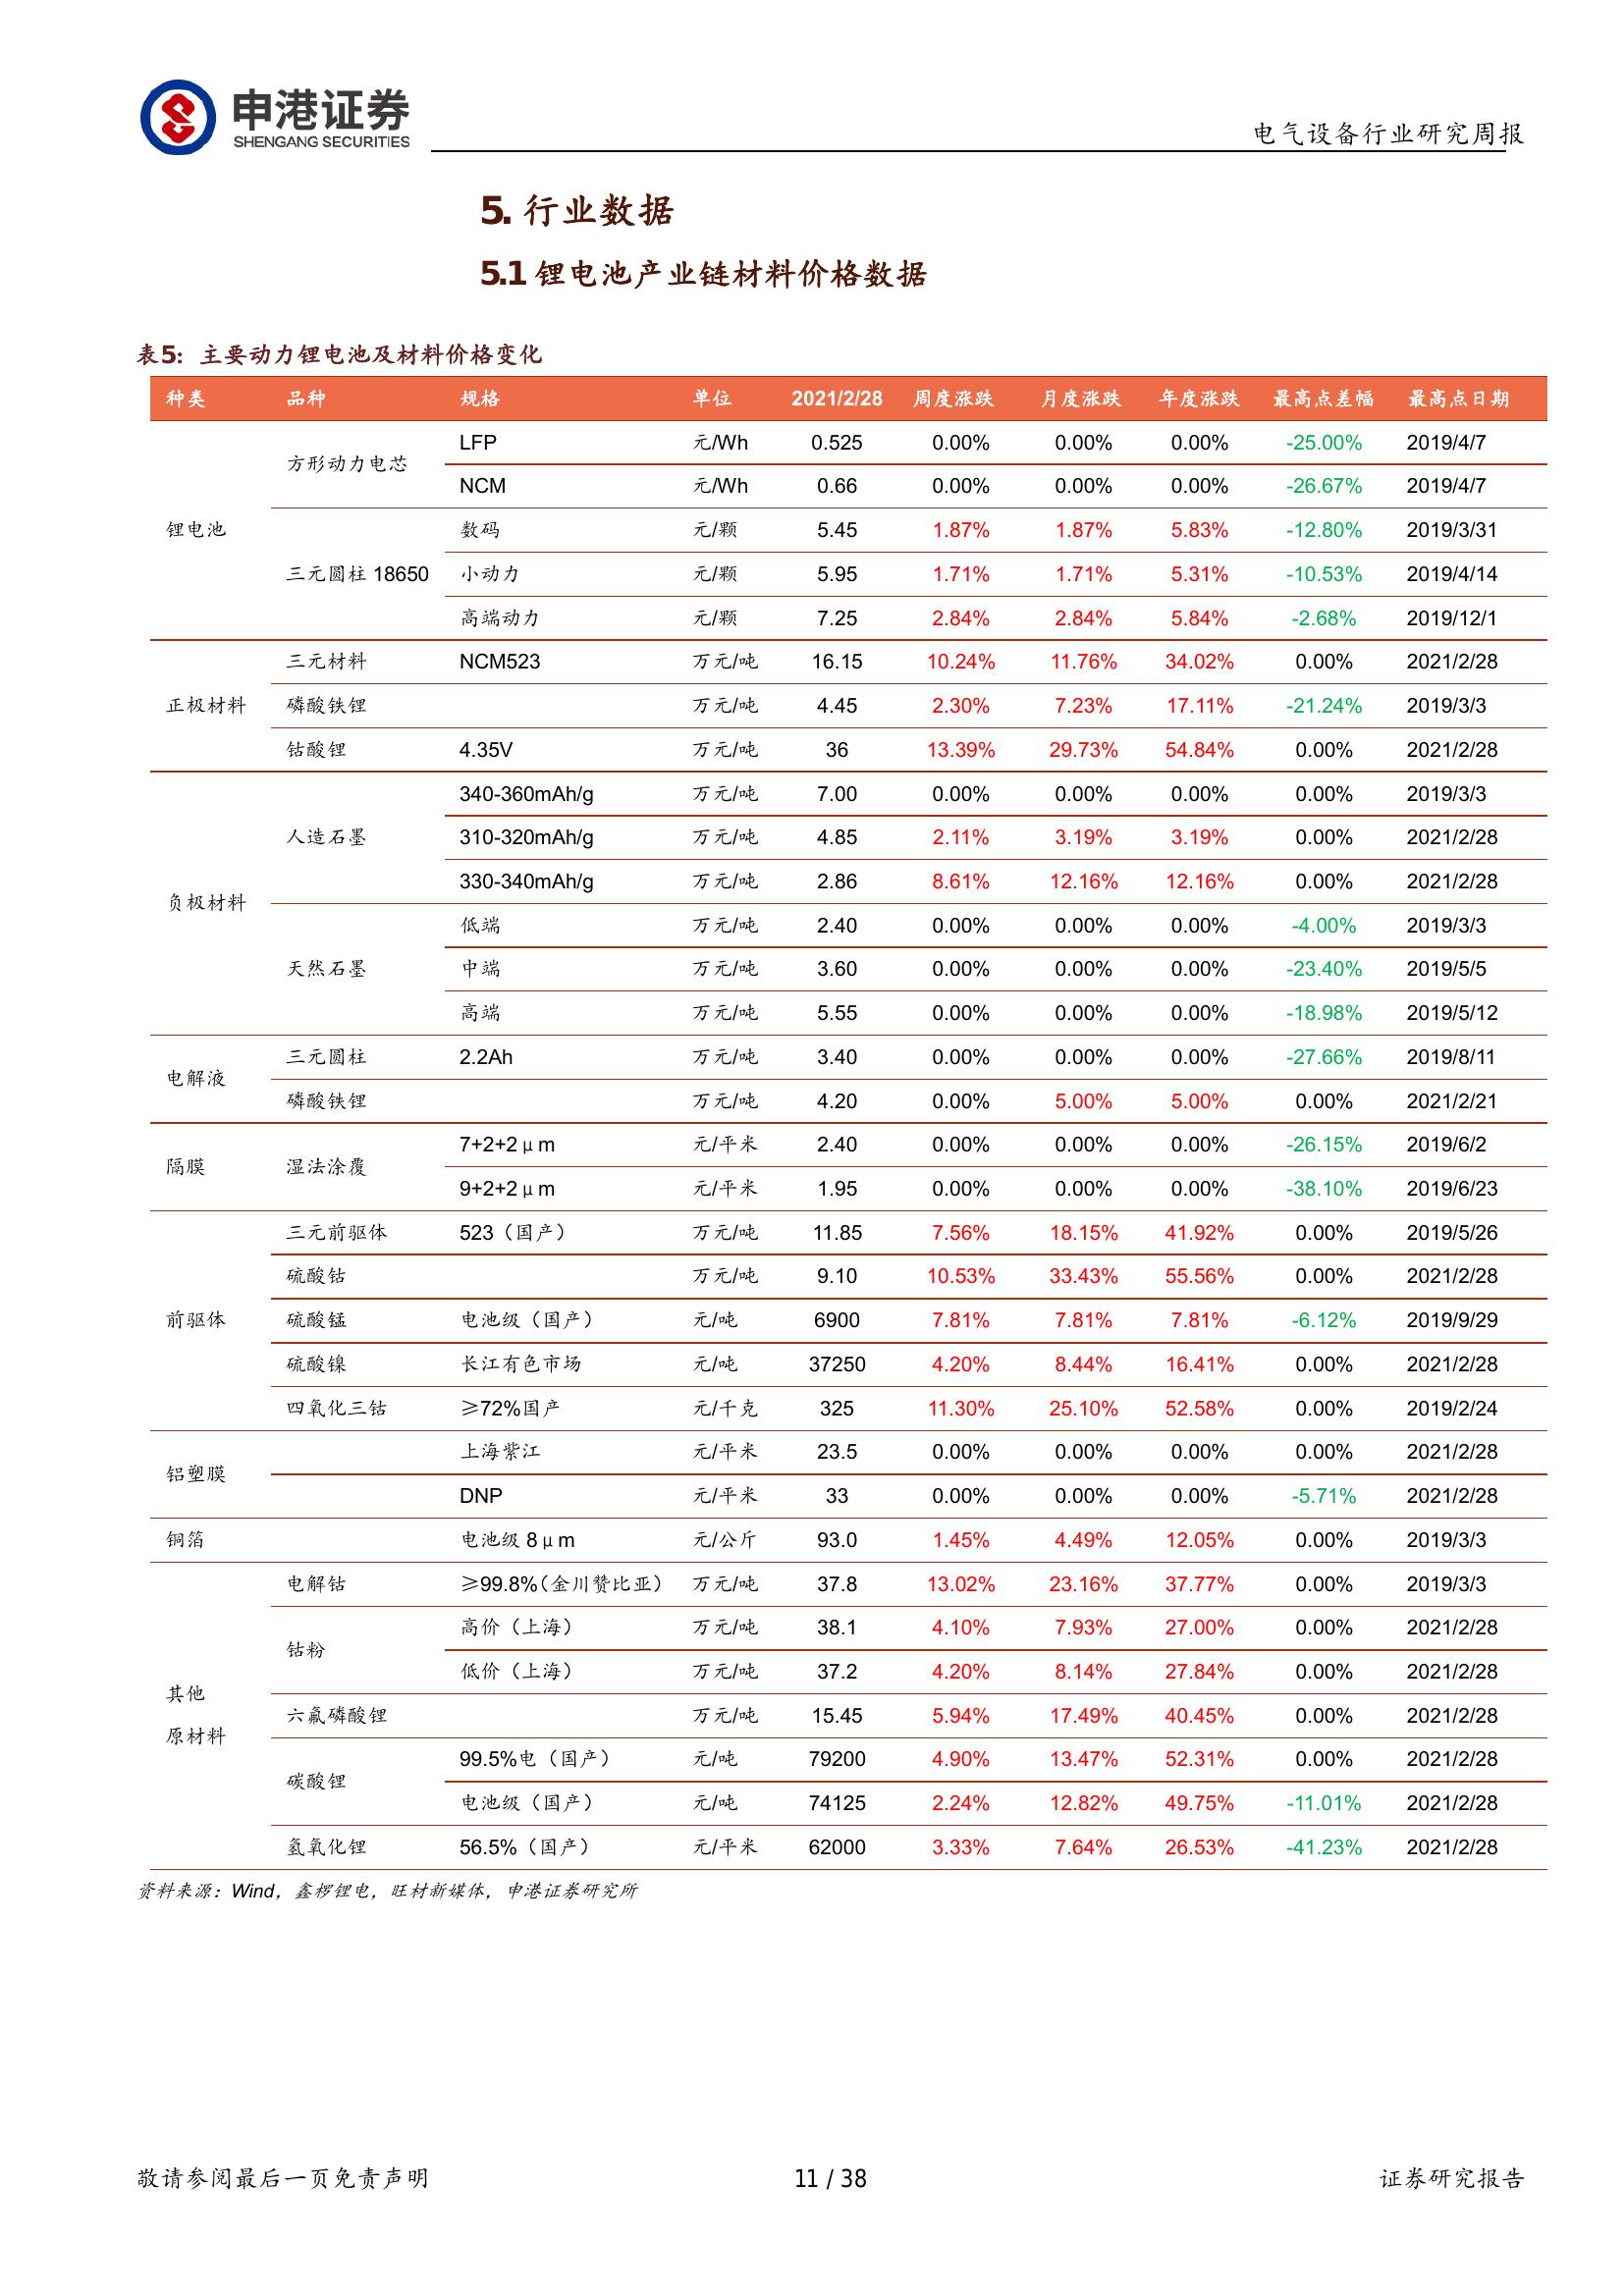 申港证券
SHENGANG SECURITIES
电气设备行业研究周报
5. 行业数据
5.1 锂电池产业链材料价格数据
表5: 主要动力锂电池及材料价格变化
种类 品种 规格 单位 2021/2/28 周度涨跌 月度涨跌 年度涨跌 最高点差幅 最高点日期
锂电池 方形动力电芯 LFP 元/Wh 0.525 0.00% 0.00% 0.00% -25.00% 2019/4/7
NCM 元/Wh 0.66 0.00% 0.00% 0.00% -26.67% 2019/4/7
三元圆柱 18650 数码 元/颗 5.45 1.87% 1.87% 5.83% -12.80% 2019/3/31
小动力 元/颗 5.95 1.71% 1.71% 5.31% -10.53% 2019/4/14
高端动力 元/颗 7.25 2.84% 2.84% 5.84% -2.68% 2019/12/1
正极材料 三元材料 NCM523 万元/吨 16.15 10.24% 11.76% 34.02% 0.00% 2021/2/28
磷酸铁锂 万元/吨 4.45 2.30% 7.23% 17.11% -21.24% 2019/3/3
钴酸锂 4.35V 万元/吨 36 13.39% 29.73% 54.84% 0.00% 2021/2/28
负极材料 人造石墨 340-360mAh/g 万元/吨 7.00 0.00% 0.00% 0.00% 0.00% 2019/3/3
310-320mAh/g 万元/吨 4.85 2.11% 3.19% 3.19% 0.00% 2021/2/28
330-340mAh/g 万元/吨 2.86 8.61% 12.16% 12.16% 0.00% 2021/2/28
天然石墨 低端 万元/吨 2.40 0.00% 0.00% 0.00% -4.00% 2019/3/3
中端 万元/吨 3.60 0.00% 0.00% 0.00% -23.40% 2019/5/5
高端 万元/吨 5.55 0.00% 0.00% 0.00% -18.98% 2019/5/12
电解液 三元圆柱 2.2Ah 万元/吨 3.40 0.00% 0.00% 0.00% -27.66% 2019/8/11
磷酸铁锂 万元/吨 4.20 0.00% 5.00% 5.00% 0.00% 2021/2/21
隔膜 湿法涂覆 7+2+2μm 元/平米 2.40 0.00% 0.00% 0.00% -26.15% 2019/6/2
9+2+2μm 元/平米 1.95 0.00% 0.00% 0.00% -38.10% 2019/6/23
前驱体 三元前驱体 523（国产） 万元/吨 11.85 7.56% 18.15% 41.92% 0.00% 2019/5/26
硫酸钴 万元/吨 9.10 10.53% 33.43% 55.56% 0.00% 2021/2/28
硫酸锰 电池级（国产） 元/吨 6900 7.81% 7.81% 7.81% -6.12% 2019/9/29
硫酸镍 长江有色市场 元/吨 37250 4.20% 8.44% 16.41% 0.00% 2021/2/28
四氧化三钴 ≥72%国产 元/千克 325 11.30% 25.10% 52.58% 0.00% 2019/2/24
铝塑膜 上海紫江 元/平米 23.5 0.00% 0.00% 0.00% 0.00% 2021/2/28
DNP 元/平米 33 0.00% 0.00% 0.00% -5.71% 2021/2/28
铜箔 电池级 8μm 元/公斤 93.0 1.45% 4.49% 12.05% 0.00% 2019/3/3
其他原材料 电解钴 ≥99.8%（金川赞比亚） 万元/吨 37.8 13.02% 23.16% 37.77% 0.00% 2019/3/3
钴粉 高价（上海） 万元/吨 38.1 4.10% 7.93% 27.00% 0.00% 2021/2/28
低价（上海） 万元/吨 37.2 4.20% 8.14% 27.84% 0.00% 2021/2/28
六氟磷酸锂 万元/吨 15.45 5.94% 17.49% 40.45% 0.00% 2021/2/28
碳酸锂 99.5%电（国产） 元/吨 79200 4.90% 13.47% 52.31% 0.00% 2021/2/28
电池级（国产） 元/吨 74125 2.24% 12.82% 49.75% -11.01% 2021/2/28
氢氧化锂 56.5%（国产） 元/平米 62000 3.33% 7.64% 26.53% -41.23% 2021/2/28
资料来源：Wind，鑫椤锂电，旺材新媒体，申港证券研究所
敬请参阅最后一页免责声明 11 / 38 证券研究报告